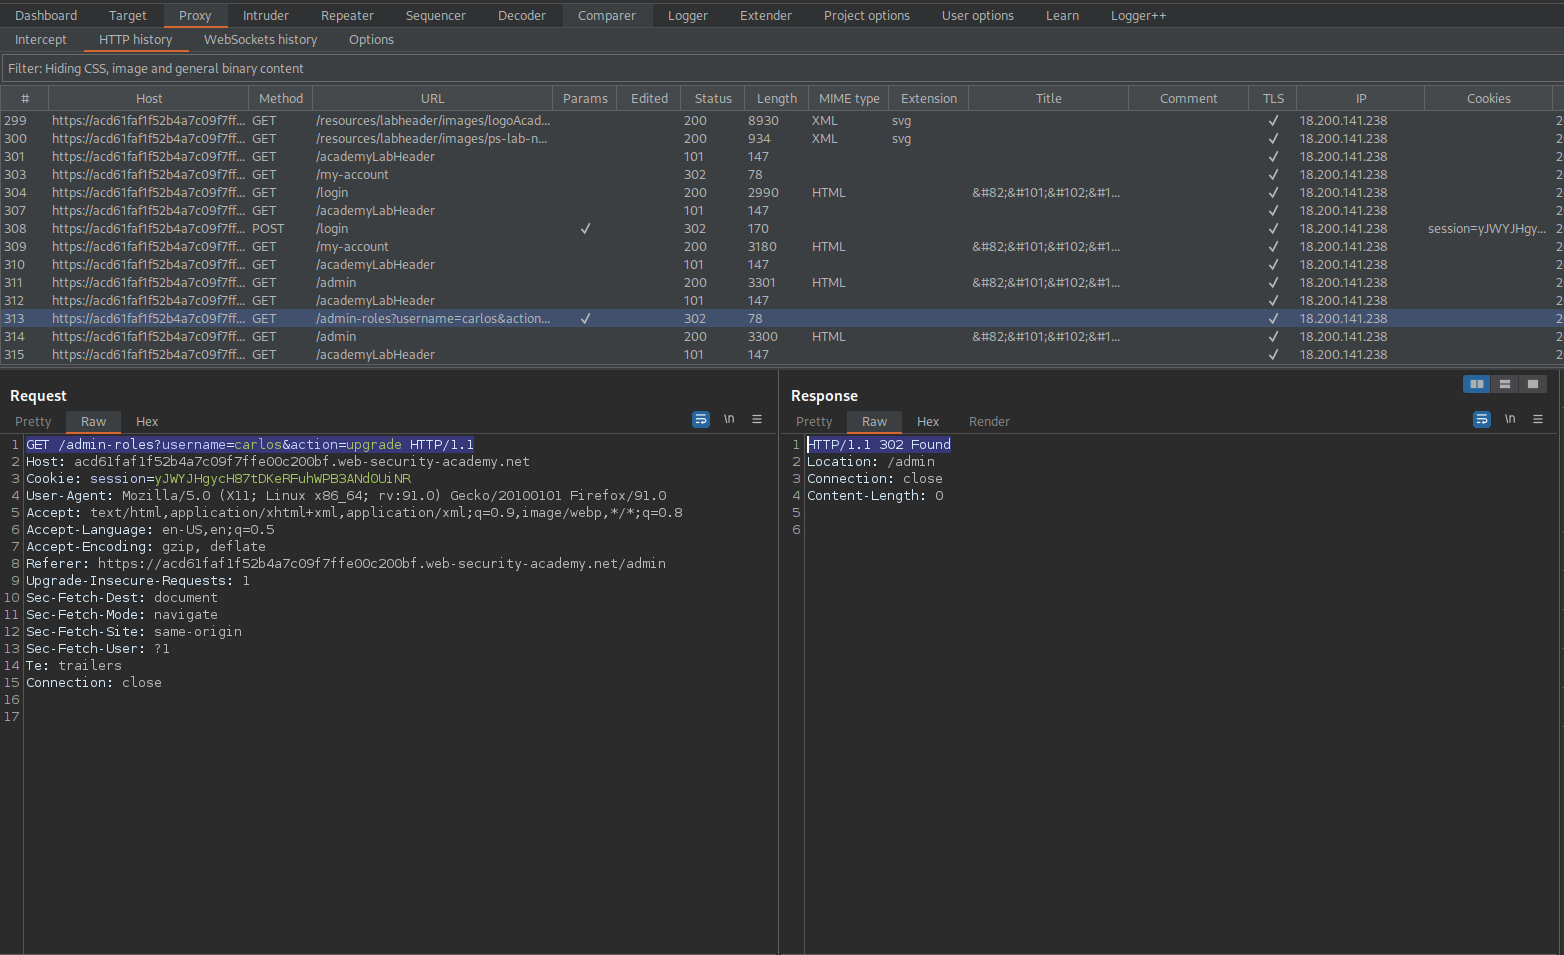 Dashboard Target Proxy Intruder Repeater Sequencer Decoder Comparer Logger Extender Project options User options Learn Logger++
Intercept HTTP history WebSockets history Options
Filter: Hiding CSS, image and general binary content
# Host Method URL Params Edited Status Length MIME type Extension Title Comment TLS IP Cookies
299 https://acd61faf1f52b4a7c09f7ff... GET /resources/labheader/images/logoAcad... 200 8930 XML svg ✓ 18.200.141.238 2
300 https://acd61faf1f52b4a7c09f7ff... GET /resources/labheader/images/ps-lab-n... 200 934 XML svg ✓ 18.200.141.238 2
301 https://acd61faf1f52b4a7c09f7ff... GET /academyLabHeader 101 147 ✓ 18.200.141.238 2
303 https://acd61faf1f52b4a7c09f7ff... GET /my-account 302 78 ✓ 18.200.141.238 2
304 https://acd61faf1f52b4a7c09f7ff... GET /login 200 2990 HTML &#82;&#101;&#102;&#1... ✓ 18.200.141.238 2
307 https://acd61faf1f52b4a7c09f7ff... GET /academyLabHeader 101 147 ✓ 18.200.141.238 2
308 https://acd61faf1f52b4a7c09f7ff... POST /login ✓ 302 170 ✓ 18.200.141.238 session=yJWYJHgy... 2
309 https://acd61faf1f52b4a7c09f7ff... GET /my-account 200 3180 HTML &#82;&#101;&#102;&#1... ✓ 18.200.141.238 2
310 https://acd61faf1f52b4a7c09f7ff... GET /academyLabHeader 101 147 ✓ 18.200.141.238 2
311 https://acd61faf1f52b4a7c09f7ff... GET /admin 200 3301 HTML &#82;&#101;&#102;&#1... ✓ 18.200.141.238 2
312 https://acd61faf1f52b4a7c09f7ff... GET /academyLabHeader 101 147 ✓ 18.200.141.238 2
313 https://acd61faf1f52b4a7c09f7ff... GET /admin-roles?username=carlos&action... ✓ 302 78 ✓ 18.200.141.238 2
314 https://acd61faf1f52b4a7c09f7ff... GET /admin 200 3300 HTML &#82;&#101;&#102;&#1... ✓ 18.200.141.238 2
315 https://acd61faf1f52b4a7c09f7ff... GET /academyLabHeader 101 147 ✓ 18.200.141.238 2
Request
Pretty Raw Hex \n
1 GET /admin-roles?username=carlos&action=upgrade HTTP/1.1
2 Host: acd61faf1f52b4a7c09f7ffe00c200bf.web-security-academy.net
3 Cookie: session=yJWYJHgycH87tDKeRFuhWPB3ANd0UiNR
4 User-Agent: Mozilla/5.0 (X11; Linux x86_64; rv:91.0) Gecko/20100101 Firefox/91.0
5 Accept: text/html,application/xhtml+xml,application/xml;q=0.9,image/webp,*/*;q=0.8
6 Accept-Language: en-US,en;q=0.5
7 Accept-Encoding: gzip, deflate
8 Referer: https://acd61faf1f52b4a7c09f7ffe00c200bf.web-security-academy.net/admin
9 Upgrade-Insecure-Requests: 1
10 Sec-Fetch-Dest: document
11 Sec-Fetch-Mode: navigate
12 Sec-Fetch-Site: same-origin
13 Sec-Fetch-User: ?1
14 Te: trailers
15 Connection: close
16
17
Response
Pretty Raw Hex Render \n
1 HTTP/1.1 302 Found
2 Location: /admin
3 Connection: close
4 Content-Length: 0
5
6